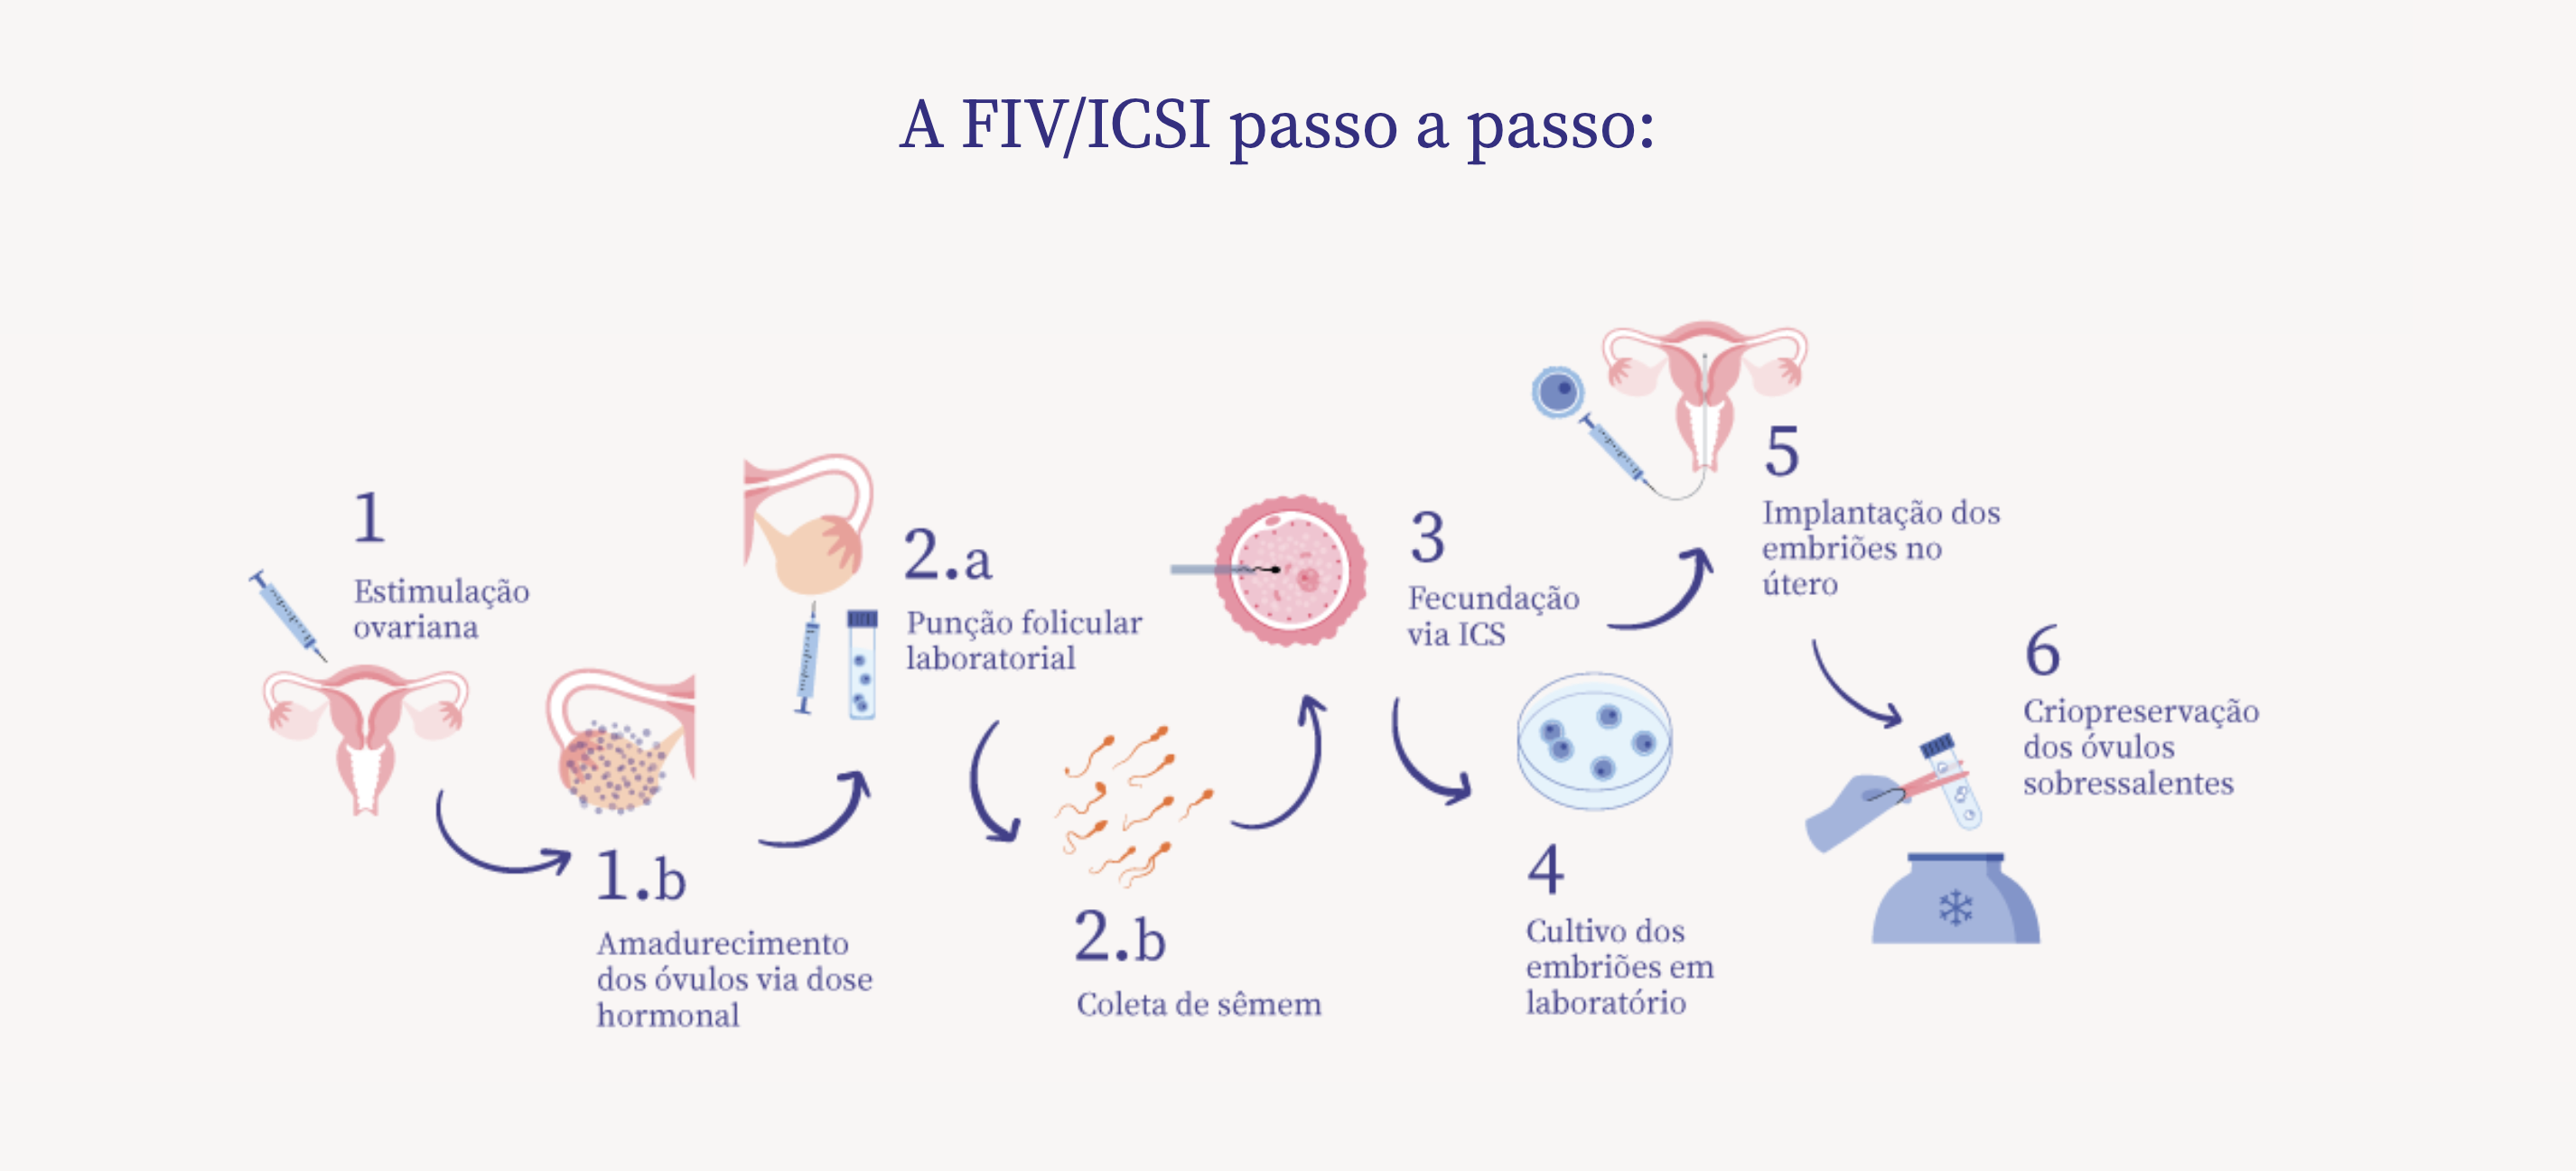 A FIV/ICSI passo a passo:
1
Estimulação
ovariana
1.b
Amadurecimento
dos óvulos via dose
hormonal
2.a
Punção folicular
laboratorial
2.b
Coleta de sêmem
3
Fecundação
via ICS
4
Cultivo dos
embriões em
laboratório
5
Implantação dos
embriões no
útero
6
Criopreservação
dos óvulos
sobressalentes